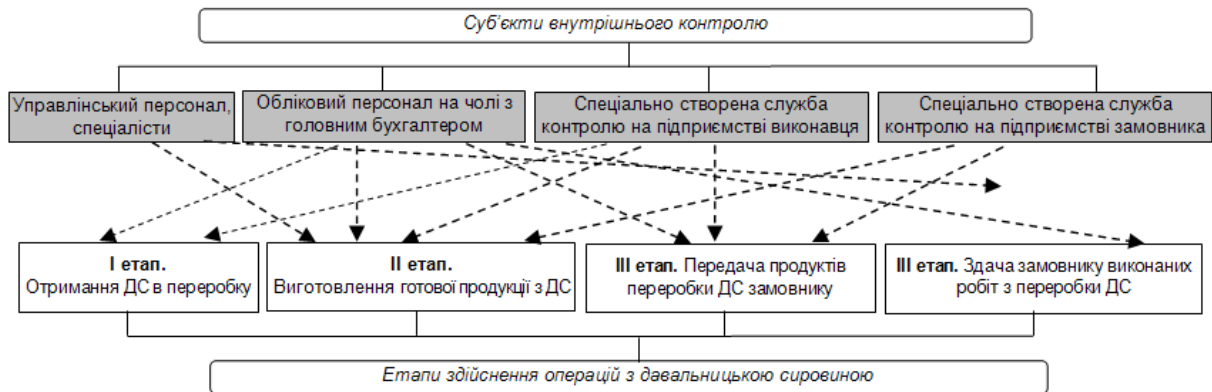 Суб'єкти внутрішнього контролю
Управлінський персонал,
спеціалісти
Обліковий персонал на чолі з
головним бухгалтером
Спеціально створена служба
контролю на підприємстві виконавця
Спеціально створена служба
контролю на підприємстві замовника
І етап.
Отримання ДС в переробку
ІІ етап.
Виготовлення готової продукції з ДС
ІІІ етап. Передача продуктів
переробки ДС замовнику
ІІІ етап. Здача замовнику виконаних
робіт з переробки ДС
Етапи здійснення операцій з давальницькою сировиною